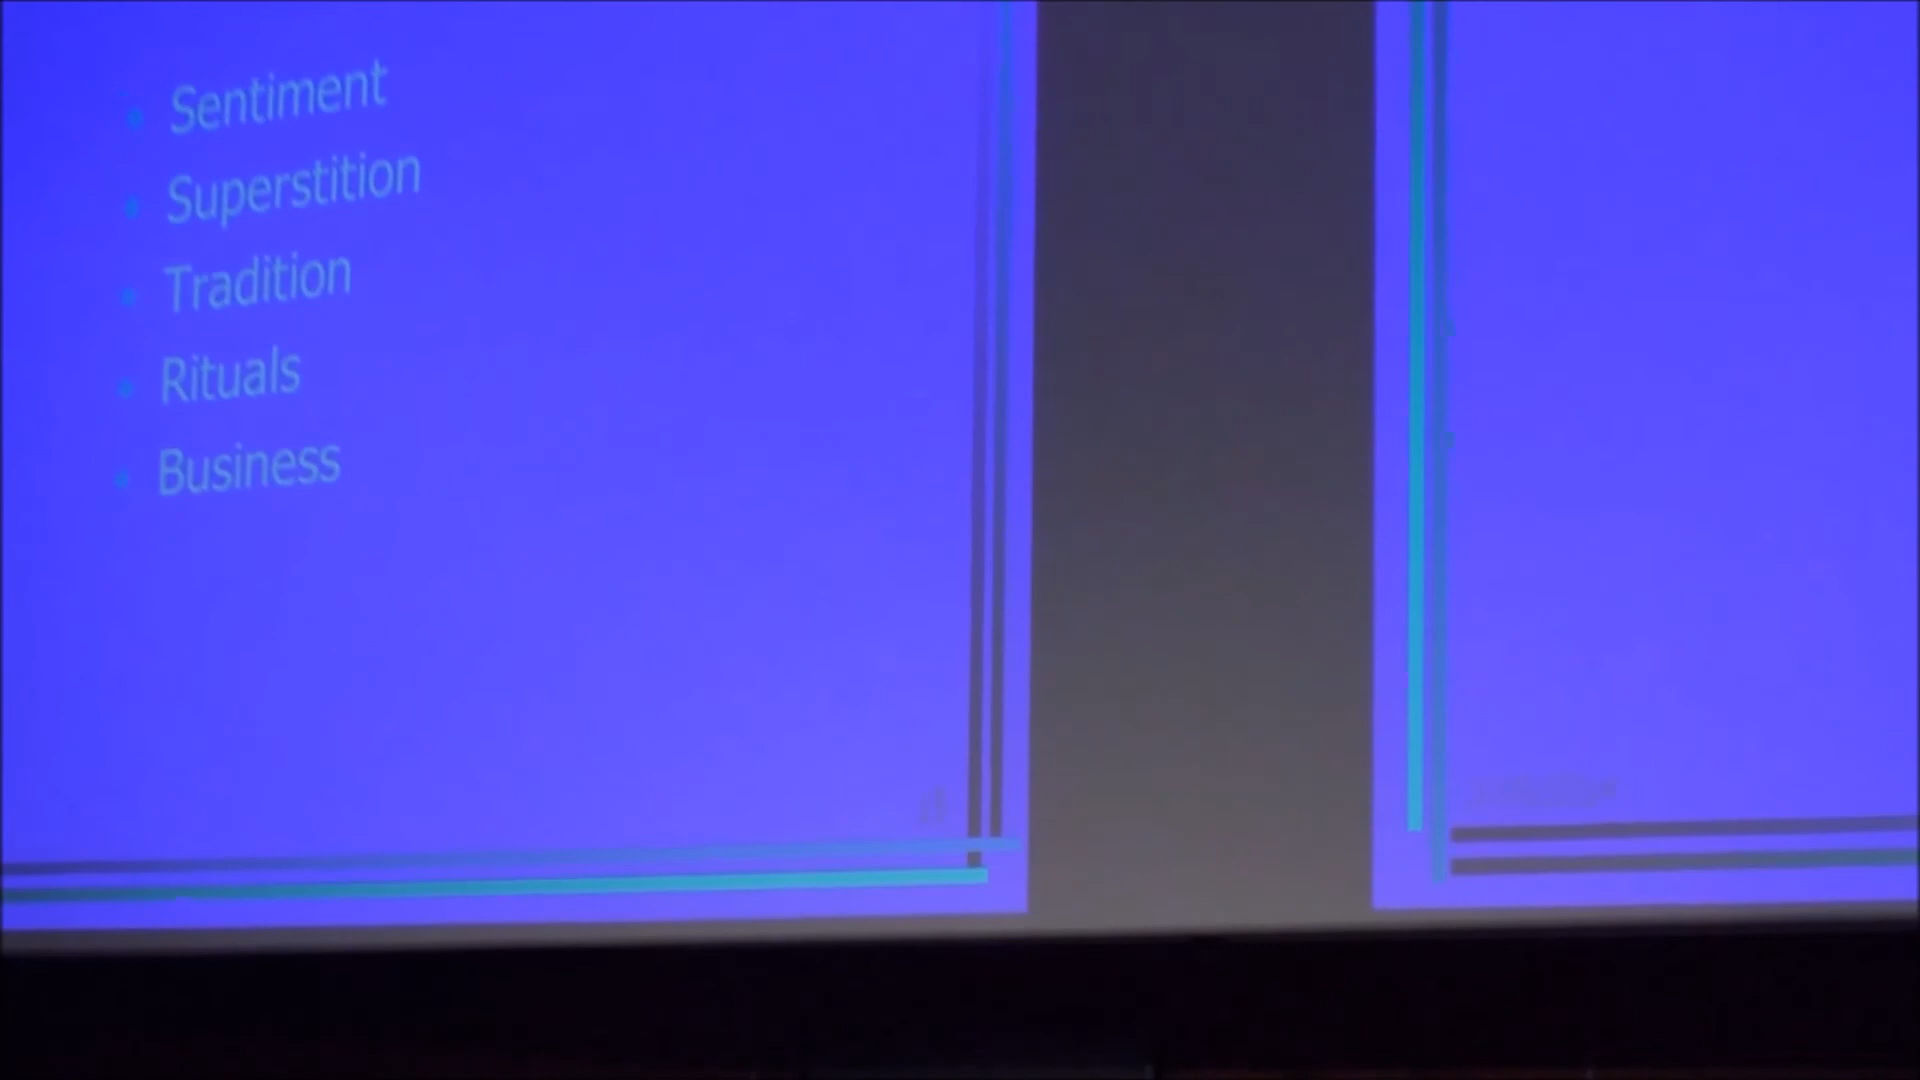 Sentiment
Superstition
Tradition
Rituals
Business